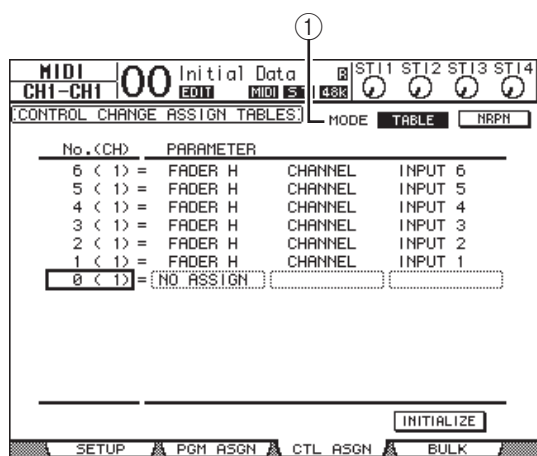 ①
MIDI 00 Initial Data R ST1 ST2 ST3 ST4
CH1-CH1 EDIT MIDI 48K
CONTROL CHANGE ASSIGN TABLES MODE TABLE NRPN
No.(CH) PARAMETER
6 ( 1) = FADER H CHANNEL INPUT 6
5 ( 1) = FADER H CHANNEL INPUT 5
4 ( 1) = FADER H CHANNEL INPUT 4
3 ( 1) = FADER H CHANNEL INPUT 3
2 ( 1) = FADER H CHANNEL INPUT 2
1 ( 1) = FADER H CHANNEL INPUT 1
0 ( 1) = NO ASSIGN
INITIALIZE
SETUP PGM ASGN CTL ASGN BULK